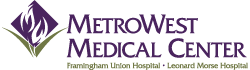 METROWEST
MEDICAL CENTER
Framingham Union Hospital • Leonard Morse Hospital